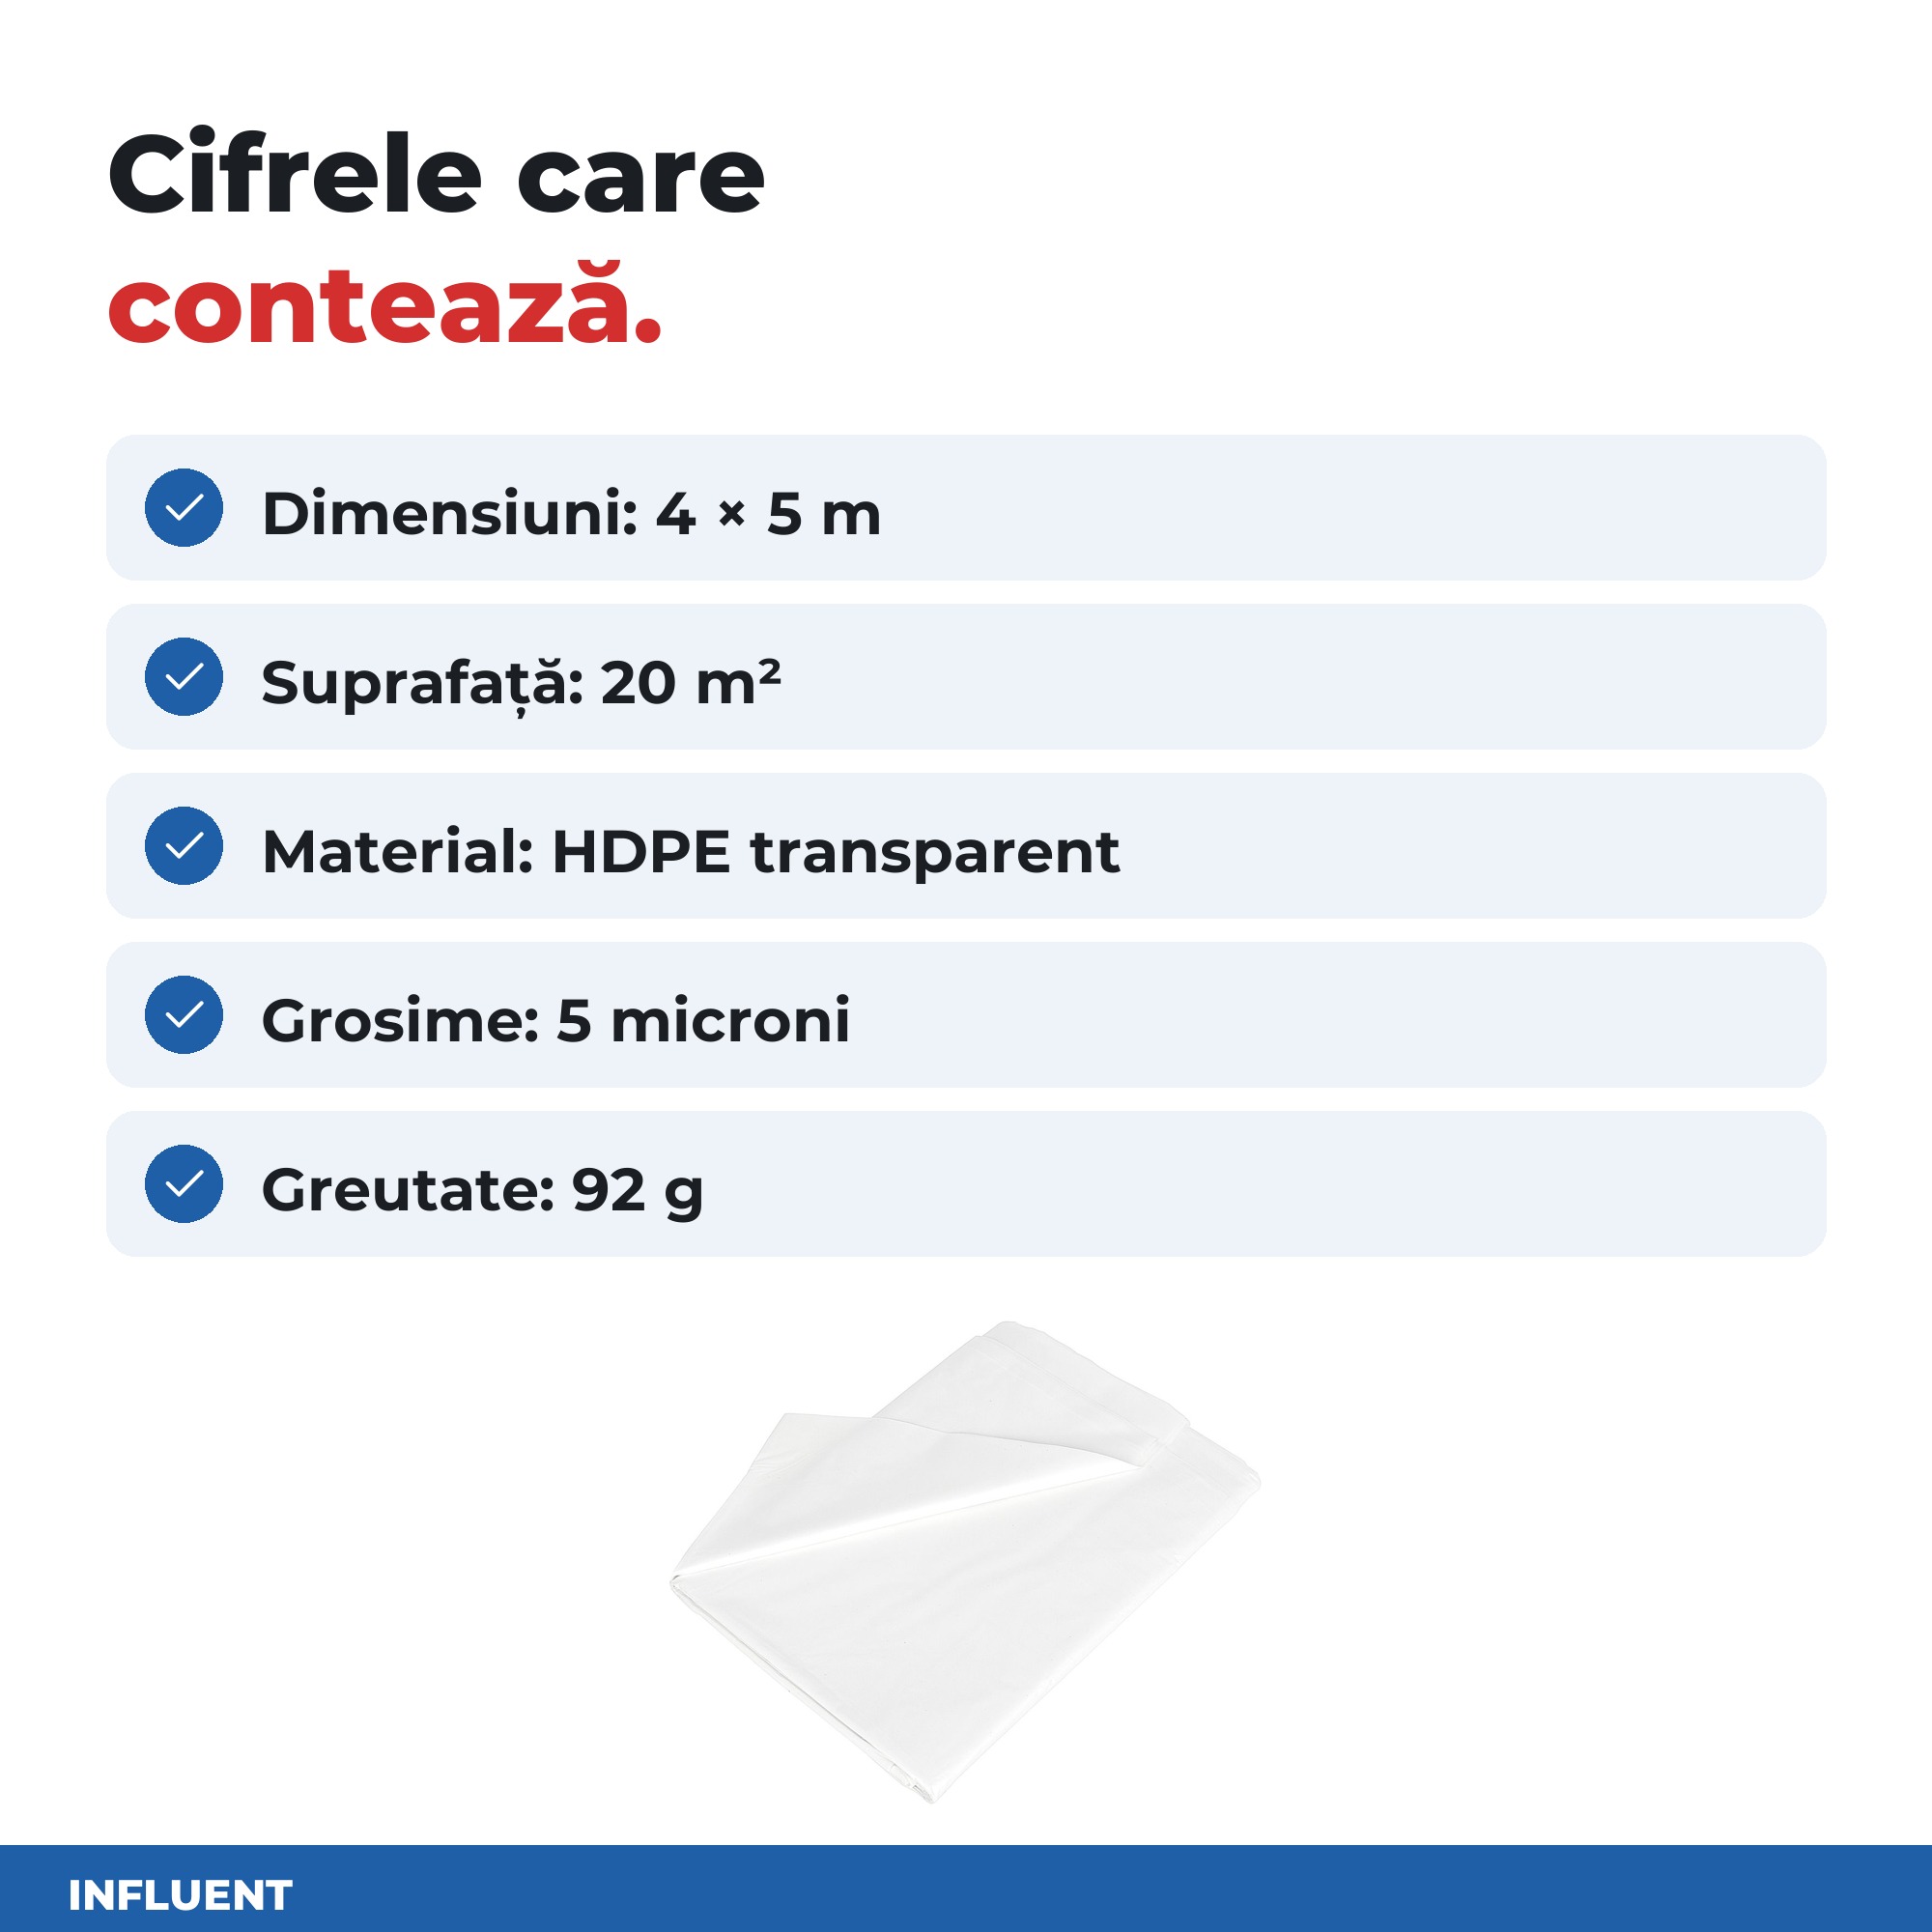 Cifrele care
contează.
Dimensiuni: 4 × 5 m
Suprafață: 20 m²
Material: HDPE transparent
Grosime: 5 microni
Greutate: 92 g
INFLUENT